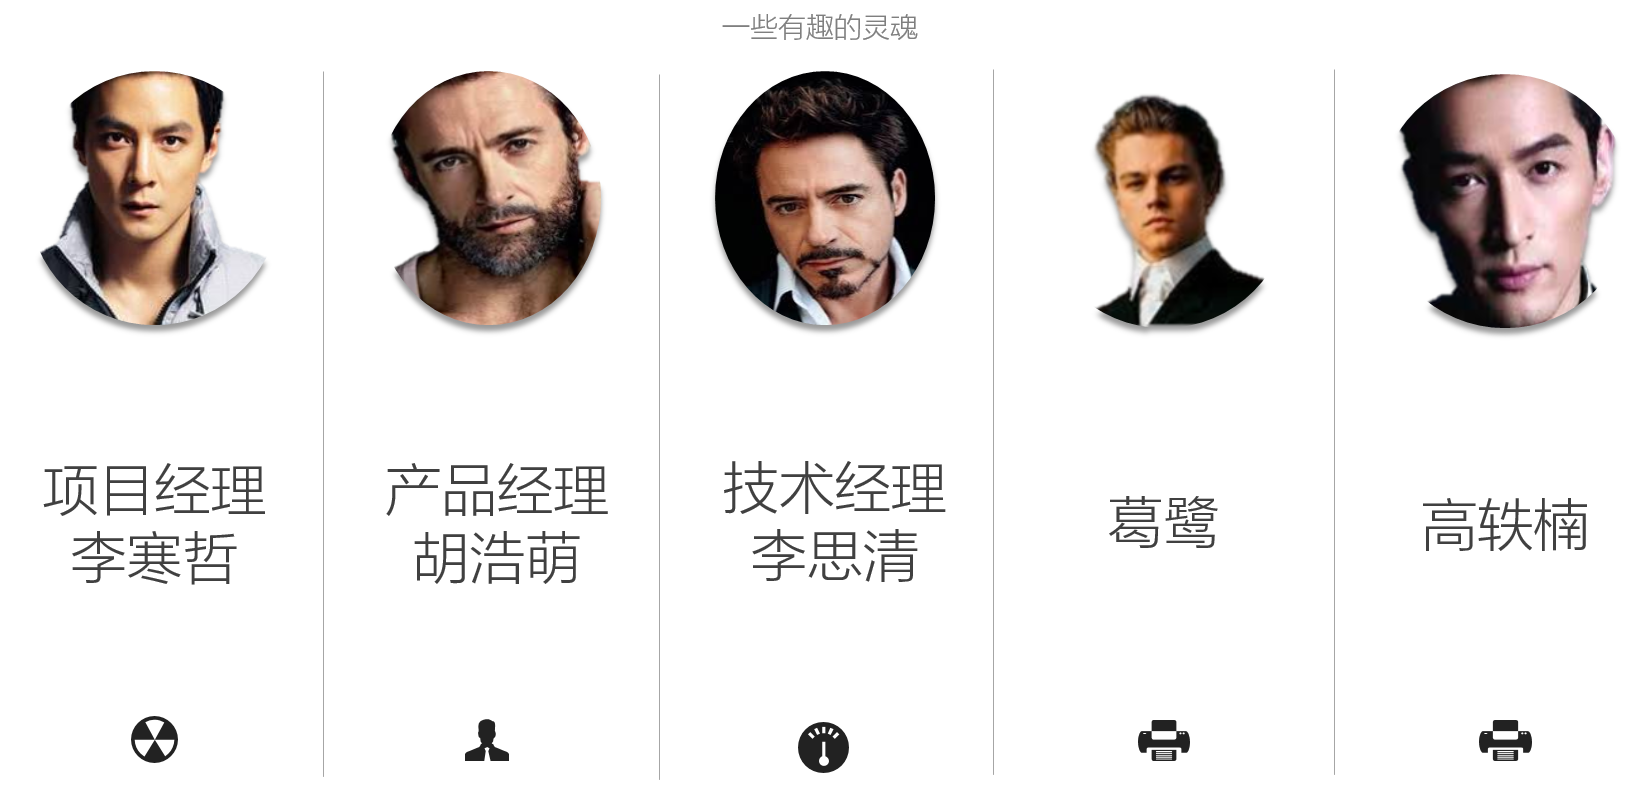 一些有趣的灵魂
项目经理
李寒哲
产品经理
胡浩萌
技术经理
李思清
葛鹭
高轶楠